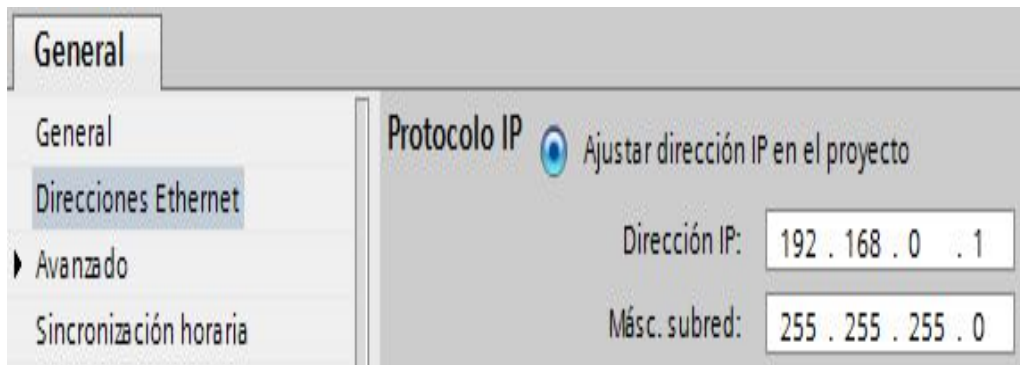 General
General
Direcciones Ethernet
Avanzado
Sincronización horaria
Protocolo IP
Ajustar dirección IP en el proyecto
Dirección IP: 192 . 168 . 0 . 1
Másc. subred: 255 . 255 . 255 . 0